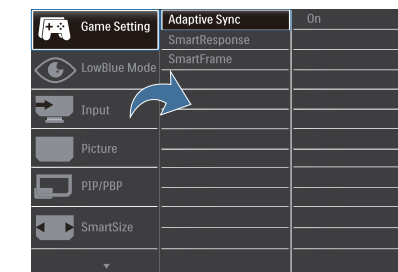 Game Setting
Adaptive Sync
On
SmartResponse
LowBlue Mode
SmartFrame
Input
Picture
PIP/PBP
SmartSize